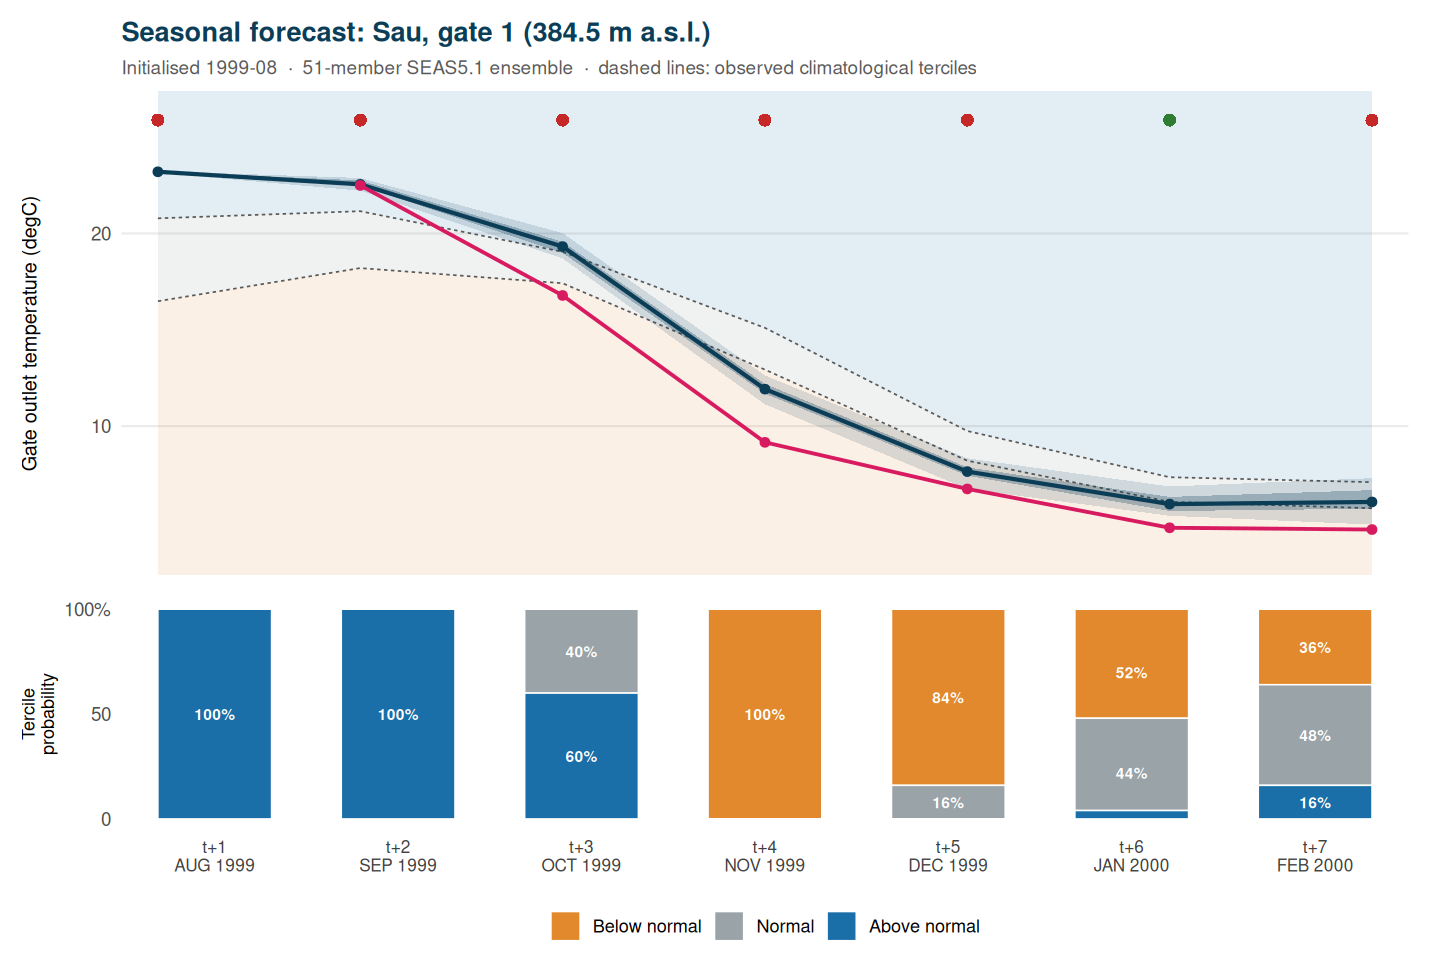 Seasonal forecast: Sau, gate 1 (384.5 m a.s.l.)
Initialised 1999-08 · 51-member SEAS5.1 ensemble · dashed lines: observed climatological terciles
Gate outlet temperature (degC)
20
10
Tercile
probability
100%
50
0
100%
100%
40%
60%
100%
84%
16%
52%
44%
36%
48%
16%
t+1
AUG 1999
t+2
SEP 1999
t+3
OCT 1999
t+4
NOV 1999
t+5
DEC 1999
t+6
JAN 2000
t+7
FEB 2000
Below normal
Normal
Above normal